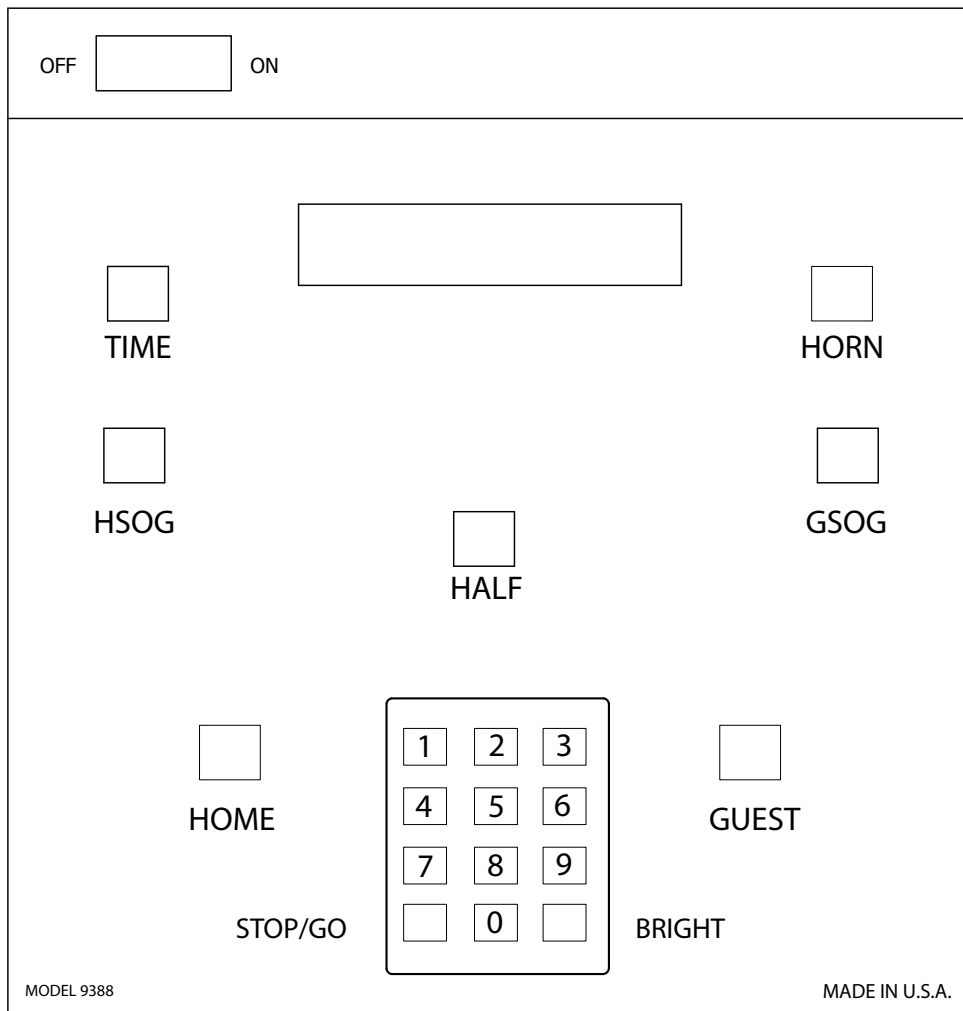 OFF ON
TIME HORN
HSOG GSOG
HALF
1 2 3
4 5 6
HOME GUEST
7 8 9
STOP/GO 0 BRIGHT
MODEL 9388 MADE IN U.S.A.